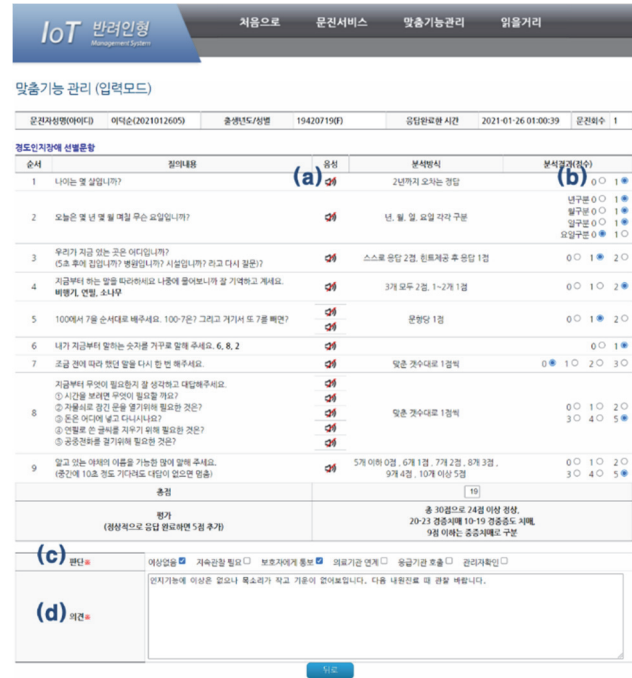 IoT 반려인형
Management System
처음으로 문진서비스 맞춤기능관리 읽을거리
맞춤기능 관리 (입력모드)
문진자성명(아이디) 이덕순(2021012605) 출생년도/성별 19420719(F) 응답완료한 시간 2021-01-26 01:00:39 문진회수 1
경도인지장애 선별문항
순서 질의내용 음성 분석방식 분석결과(점수)
(a) (b)
1 나이는 몇 살입니까? 2년까지 오차는 정답 0 1
2 오늘은 몇 년 몇 월 며칠 무슨 요일입니까? 년, 월, 일, 요일 각각 구분
년구분 0 1
월구분 0 1
일구분 0 1
요일구분 0 1
3 우리가 지금 있는 곳은 어디입니까?
(5초 후에 집입니까? 병원입니까? 시설입니까? 라고 다시 질문)? 스스로 응답 2점, 힌트제공 후 응답 1점 0 1 2
4 지금부터 하는 말을 따라하세요 나중에 물어보니까 잘 기억하고 계세요.
비행기, 연필, 소나무 3개 모두 2점, 1~2개 1점 0 1 2
5 100에서 7을 순서대로 빼주세요. 100-7은? 그리고 거기서 또 7를 빼면? 문항당 1점 0 1 2
6 내가 지금부터 말하는 숫자를 거꾸로 말해 주세요. 6, 8, 2 0 1
7 조금 전에 따라 했던 말을 다시 한 번 해주세요. 맞춘 갯수대로 1점씩 0 1 2 3
8 지금부터 무엇이 필요한지 잘 생각하고 대답해주세요.
① 시간을 보려면 무엇이 필요할 까요?
② 자물쇠로 잠긴 문을 열기위해 필요한 것은?
③ 돈은 어디에 넣고 다니시나요?
④ 연필로 쓴 글씨를 지우기 위해 필요한 것은?
⑤ 공중전화를 걸기위해 필요한 것은?
맞춘 갯수대로 1점씩 0 1 2
3 4 5
9 알고 있는 야채의 이름을 가능한 많이 말해 주세요.
(중간에 10초 정도 기다려도 대답이 없으면 멈춤)
5개 이하 0점 , 6개 1점 , 7개 2점 , 8개 3점 ,
9개 4점 , 10개 이상 5점
0 1 2
3 4 5
총점 19
평가
(정상적으로 응답 완료하면 5점 추가)
총 30점으로 24점 이상 정상,
20-23 경증치매 10-19 경중증도 치매,
9점 이하는 중증치매로 구분
(c) 판단※ 이상없음 지속관찰 필요 보호자에게 통보 의료기관 연계 응급기관 호출 관리자확인
(d) 의견※ 인지기능에 이상은 없으나 목소리가 작고 기운이 없어보입니다. 다음 내원진료 때 관찰 바랍니다.
뒤로